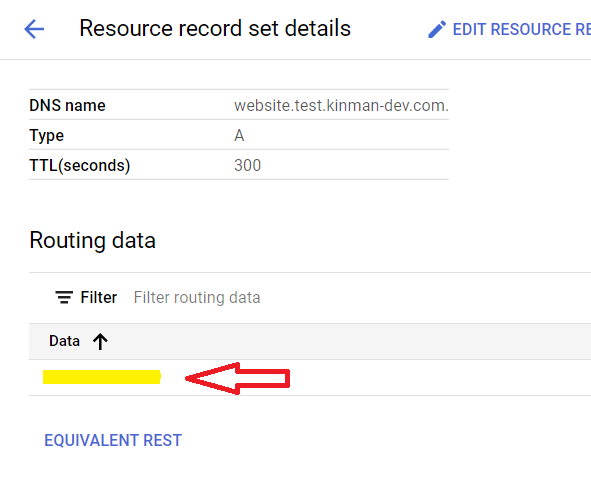 Resource record set details
EDIT RESOURCE RE
DNS name website.test.kinman-dev.com.
Type A
TTL(seconds) 300
Routing data
Filter Filter routing data
Data
EQUIVALENT REST